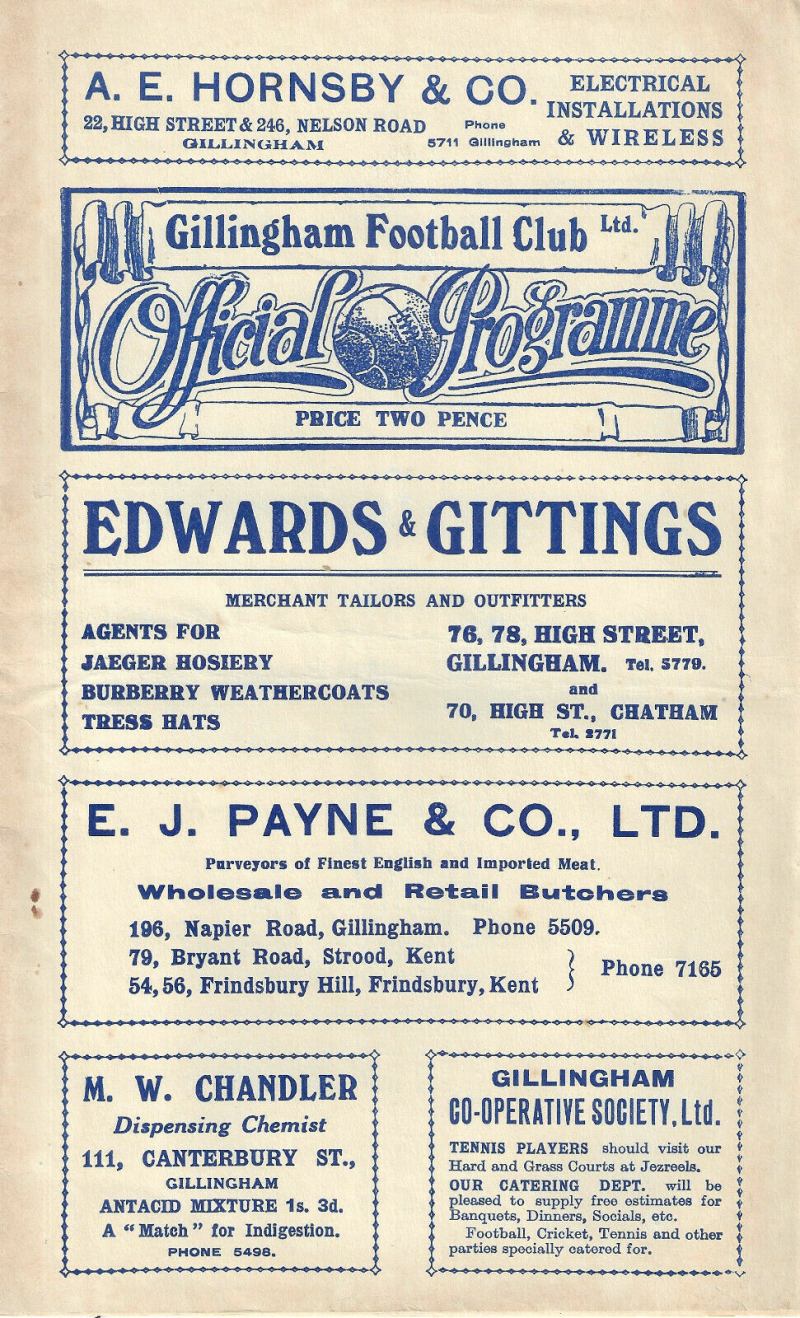 A. E. HORNSBY & CO.
22, HIGH STREET & 246, NELSON ROAD
GILLINGHAM
Phone
5711 Gillingham
ELECTRICAL
INSTALLATIONS
& WIRELESS
Gillingham Football Club Ltd.
Official Programme
PRICE TWO PENCE
EDWARDS & GITTINGS
MERCHANT TAILORS AND OUTFITTERS
AGENTS FOR
JAEGER HOSIERY
BURBERRY WEATHERCOATS
TRESS HATS
76, 78, HIGH STREET,
GILLINGHAM. Tel. 5779.
and
70, HIGH ST., CHATHAM
Tel. 2771
E. J. PAYNE & CO., LTD.
Purveyors of Finest English and Imported Meat.
Wholesale and Retail Butchers
196, Napier Road, Gillingham. Phone 5509.
79, Bryant Road, Strood, Kent
54, 56, Frindsbury Hill, Frindsbury, Kent
Phone 7165
M. W. CHANDLER
Dispensing Chemist
111, CANTERBURY ST.,
GILLINGHAM
ANTACID MIXTURE 1s. 3d.
A "Match" for Indigestion.
PHONE 5498.
GILLINGHAM
CO-OPERATIVE SOCIETY, Ltd.
TENNIS PLAYERS should visit our
Hard and Grass Courts at Jezreels.
OUR CATERING DEPT. will be
pleased to supply free estimates for
Banquets, Dinners, Socials, etc.
Football, Cricket, Tennis and other
parties specially catered for.